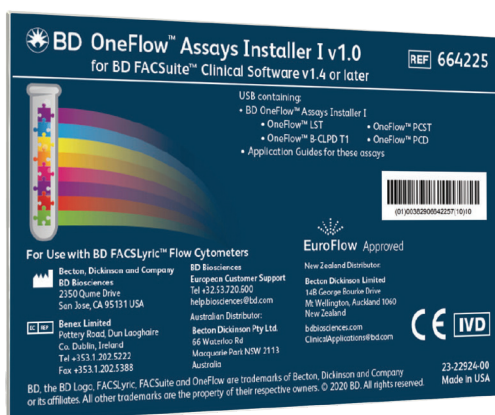 BD OneFlow™ Assays Installer I v1.0
for BD FACSuite™ Clinical Software v1.4 or later
REF 664225
USB containing:
• BD OneFlow™ Assays Installer I
• OneFlow™ LST
• OneFlow™ PCST
• OneFlow™ B-CLPD T1
• OneFlow™ PCD
• Application Guides for these assays
(01)00382906642257(10)I0
For Use with BD FACSLyric™ Flow Cytometers
Becton, Dickinson and Company
BD Biosciences
2350 Qume Drive
San Jose, CA 95131 USA
EC REP
Benex Limited
Pottery Road, Dun Laoghaire
Co. Dublin, Ireland
Tel +353.1.202.5222
Fax +353.1.202.5388
BD Biosciences
European Customer Support
Tel +32.53.720.600
help.biosciences@bd.com
Australian Distributor:
Becton Dickinson Pty Ltd.
66 Waterloo Rd
Macquarie Park NSW 2113
Australia
EuroFlow Approved
New Zealand Distributor
Becton Dickinson Limited
14B George Bourke Drive
Mt Wellington, Auckland 1060
New Zealand
bdbiosciences.com
ClinicalApplications@bd.com
CE IVD
BD, the BD Logo, FACSLyric, FACSuite and OneFlow are trademarks of Becton, Dickinson and Company
or its affiliates. All other trademarks are the property of their respective owners. © 2020 BD. All rights reserved.
23-22924-00
Made in USA